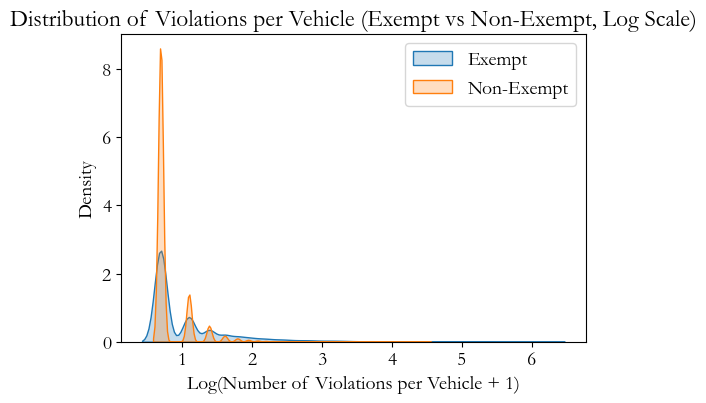 Distribution of Violations per Vehicle (Exempt vs Non-Exempt, Log Scale)
Exempt
Non-Exempt
Density
8
6
4
2
0
1 2 3 4 5 6
Log(Number of Violations per Vehicle + 1)